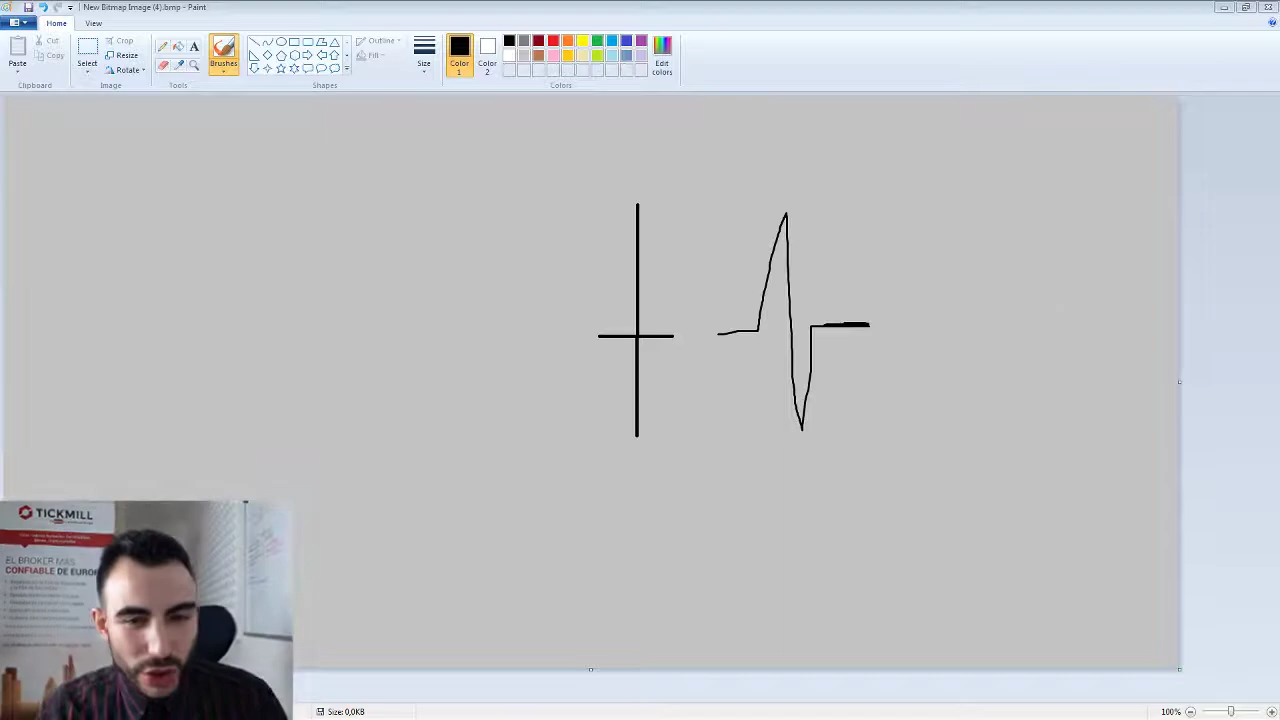 New Bitmap Image (4).bmp - Paint
Home
View
Paste
Cut
Copy
Clipboard
Select
Crop
Resize
Rotate
Image
A
Tools
Brushes
Shapes
Outline
Fill
Size
Color 1
Color 2
Edit colors
Colors
TICKMILL
EL BROKER MÁS
CONFIABLE DE EUROP
Size: 0,0KB
100%